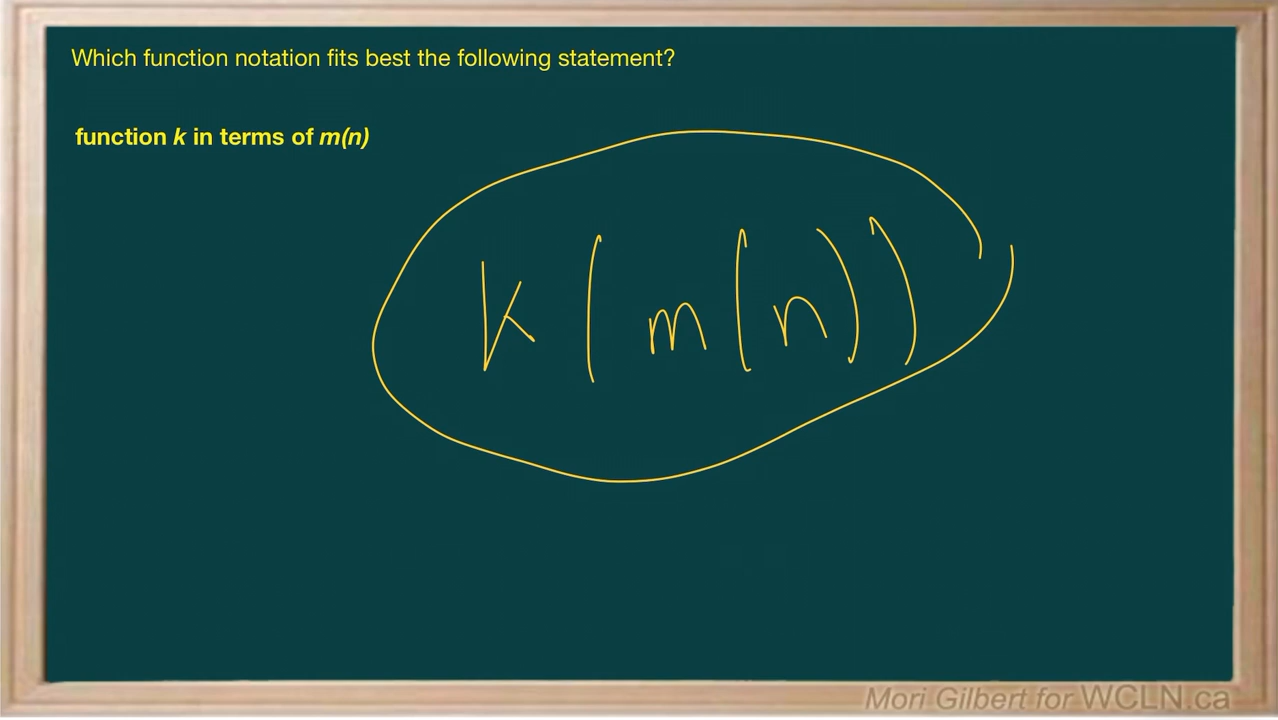 Which function notation fits best the following statement?
function k in terms of m(n)
k(m(n))
Mori Gilbert for WCLN.ca